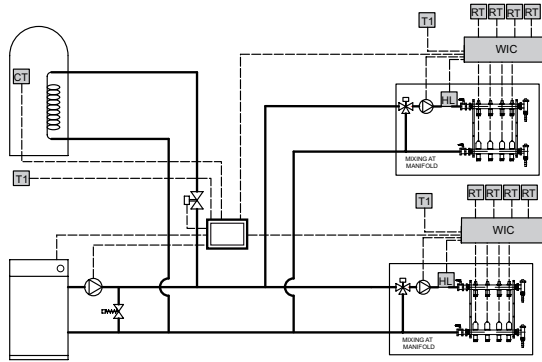 RT RT RT RT
T1
WIC
CT
HL
MIXING AT
MANIFOLD
T1
RT RT RT RT
T1
WIC
HL
MIXING AT
MANIFOLD